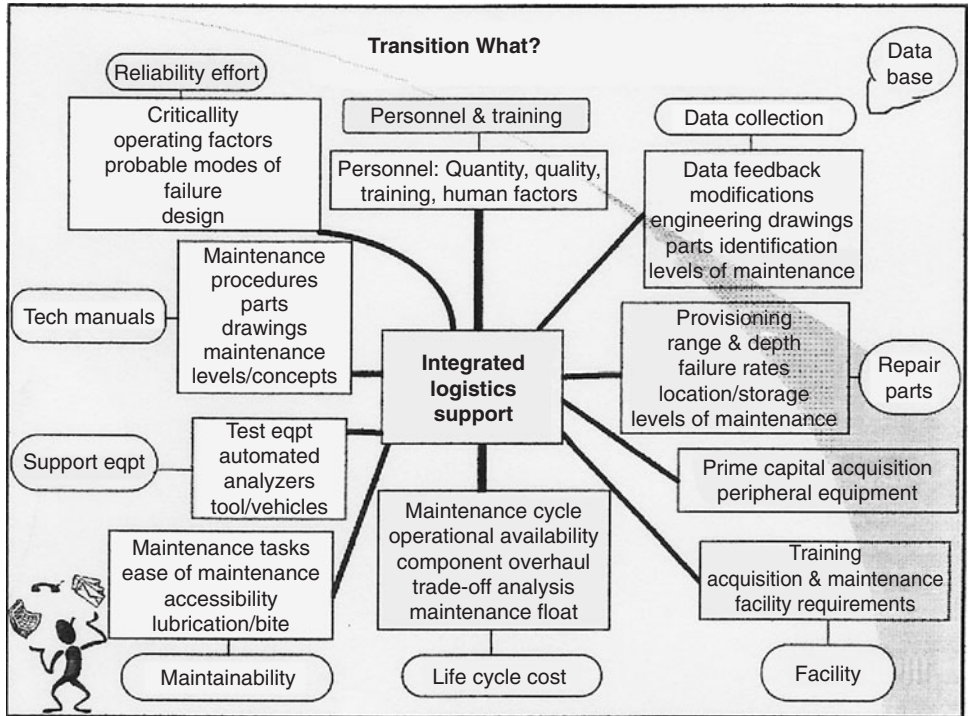 Transition What?
Data
base
Reliability effort
Criticallity
operating factors
probable modes of
failure
design
Personnel & training
Personnel: Quantity, quality,
training, human factors
Data collection
Data feedback
modifications
engineering drawings
parts identification
levels of maintenance
Tech manuals
Maintenance
procedures
parts
drawings
maintenance
levels/concepts
Integrated
logistics
support
Provisioning
range & depth
failure rates
location/storage
levels of maintenance
Repair
parts
Support eqpt
Test eqpt
automated
analyzers
tool/vehicles
Prime capital acquisition
peripheral equipment
Maintenance tasks
ease of maintenance
accessibility
lubrication/bite
Maintainability
Maintenance cycle
operational availability
component overhaul
trade-off analysis
maintenance float
Life cycle cost
Training
acquisition & maintenance
facility requirements
Facility